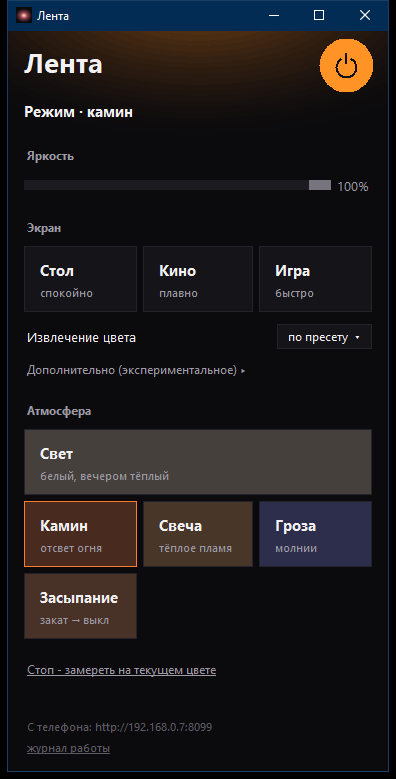 Лента
Лента
Режим · камин
Яркость
100%
Экран
Стол
спокойно
Кино
плавно
Игра
быстро
Извлечение цвета
по пресету ▾
Дополнительно (экспериментальное) ▸
Атмосфера
Свет
белый, вечером тёплый
Камин
отсвет огня
Свеча
тёплое пламя
Гроза
молнии
Засыпание
закат → выкл
Стоп - замереть на текущем цвете
С телефона: http://192.168.0.7:8099
журнал работы